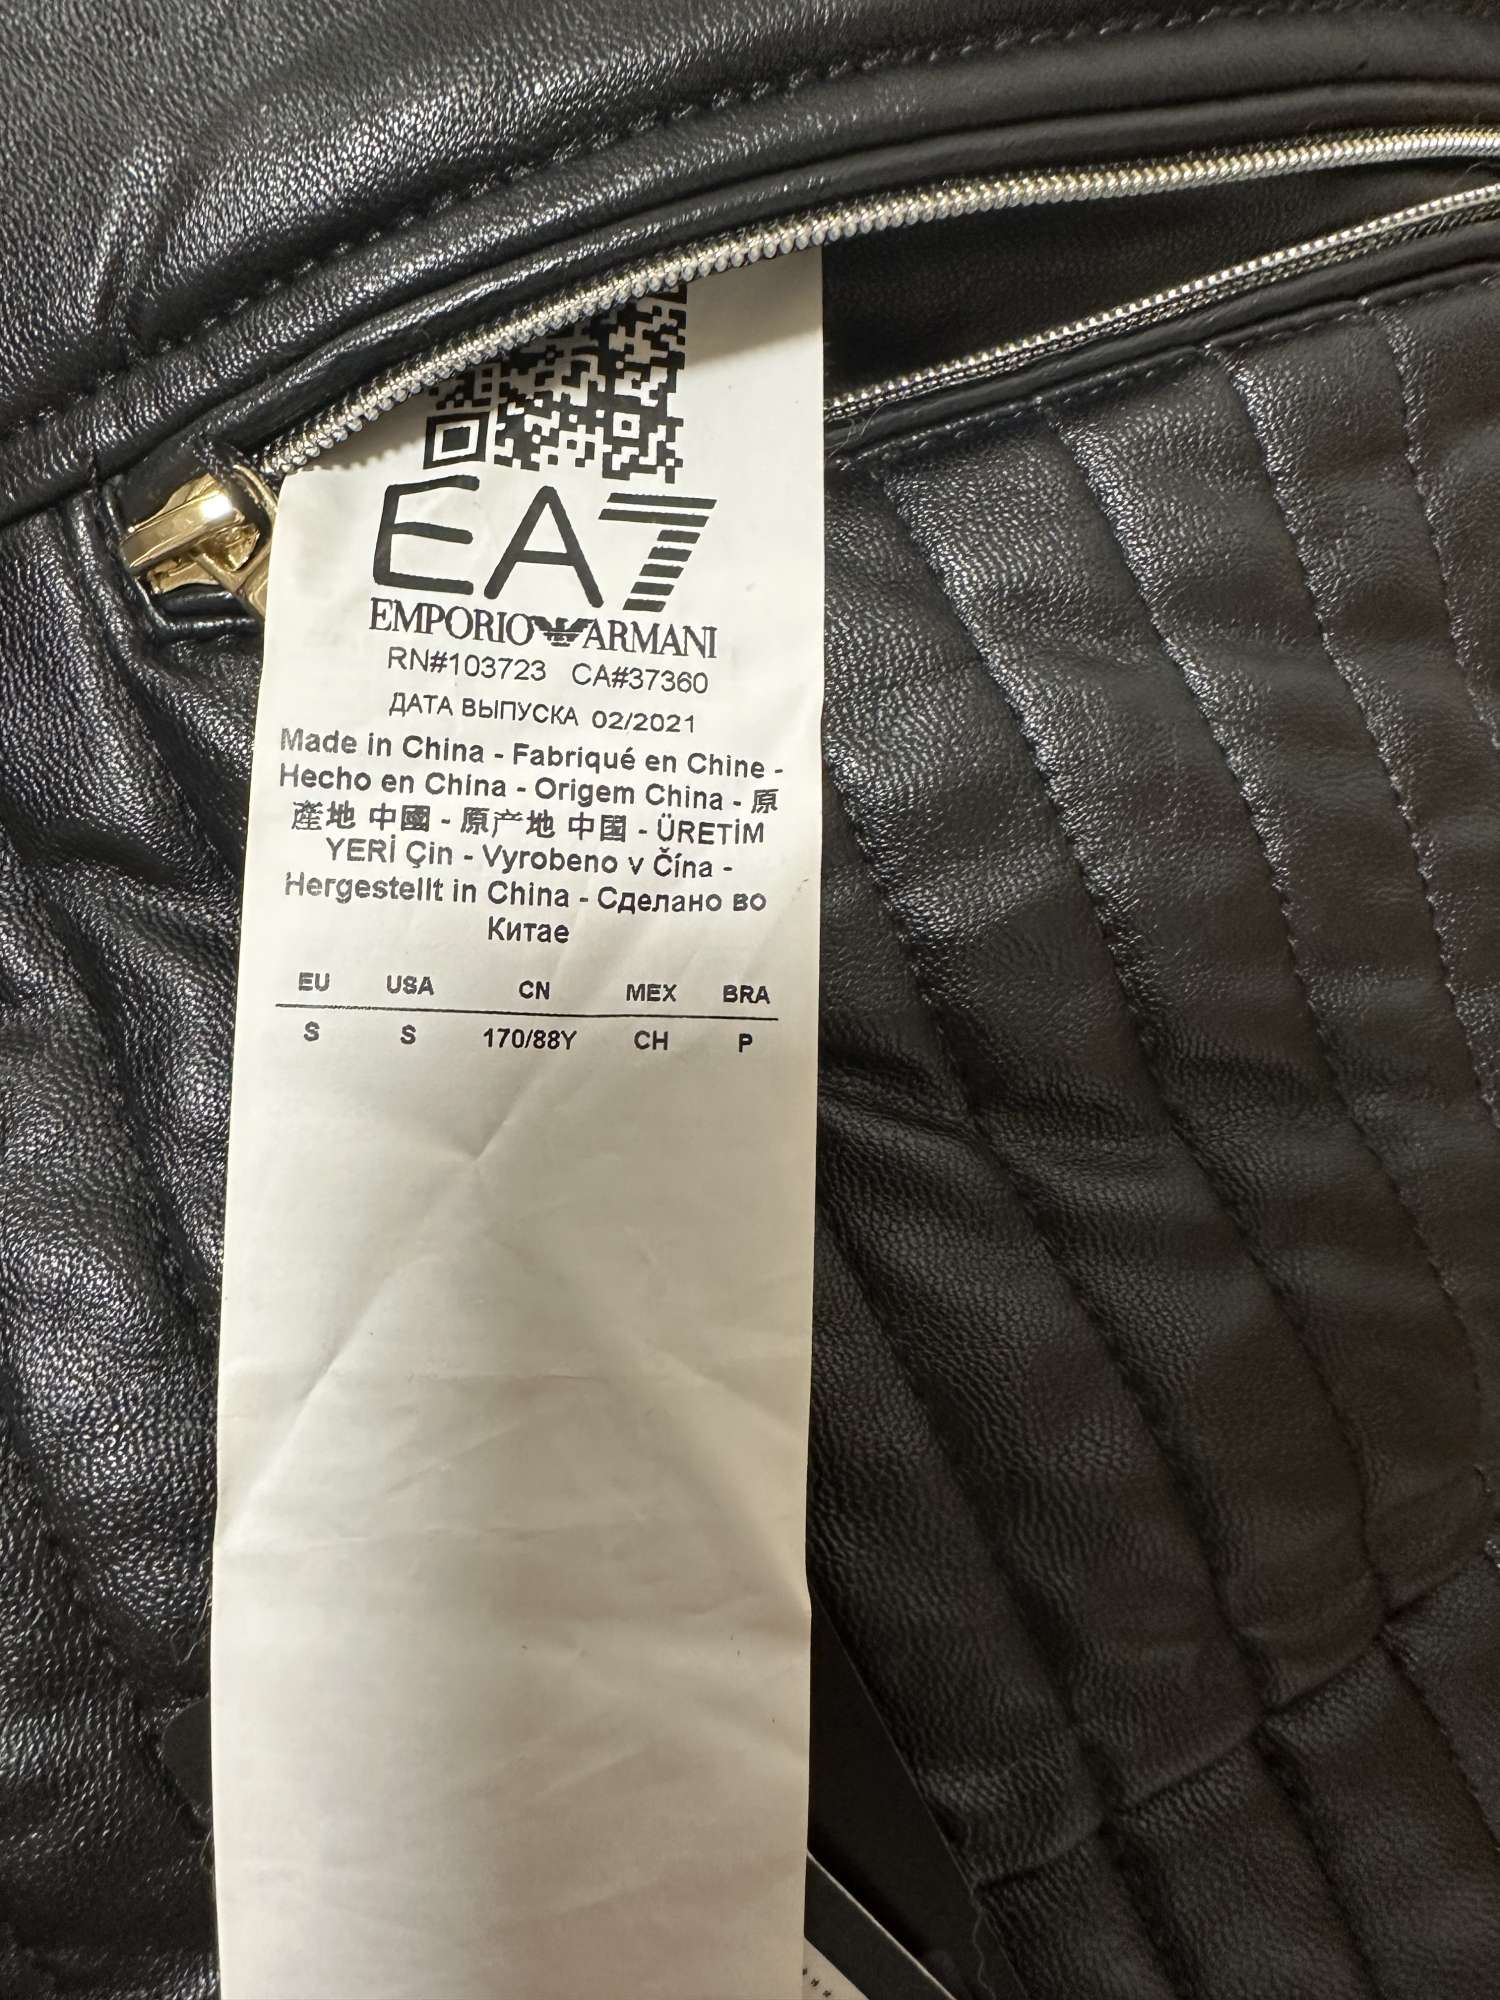 EA7
EMPORIO ARMANI
RN#103723 CA#37360
ДАТА ВЫПУСКА 02/2021
Made in China - Fabriqué en Chine -
Hecho en China - Origem China - 原
產地 中國 - 原产地 中国 - ÜRETİM
YERİ Çin - Vyrobeno v Čína -
Hergestellt in China - Сделано во
Китае
EU USA CN MEX BRA
S S 170/88Y CH P